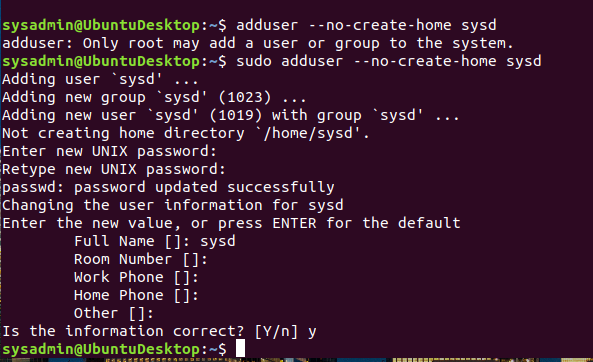 sysadmin@UbuntuDesktop:~$ adduser --no-create-home sysd
adduser: Only root may add a user or group to the system.
sysadmin@UbuntuDesktop:~$ sudo adduser --no-create-home sysd
Adding user `sysd' ...
Adding new group `sysd' (1023) ...
Adding new user `sysd' (1019) with group `sysd' ...
Not creating home directory `/home/sysd'.
Enter new UNIX password:
Retype new UNIX password:
passwd: password updated successfully
Changing the user information for sysd
Enter the new value, or press ENTER for the default
        Full Name []: sysd
        Room Number []:
        Work Phone []:
        Home Phone []:
        Other []:
Is the information correct? [Y/n] y
sysadmin@UbuntuDesktop:~$